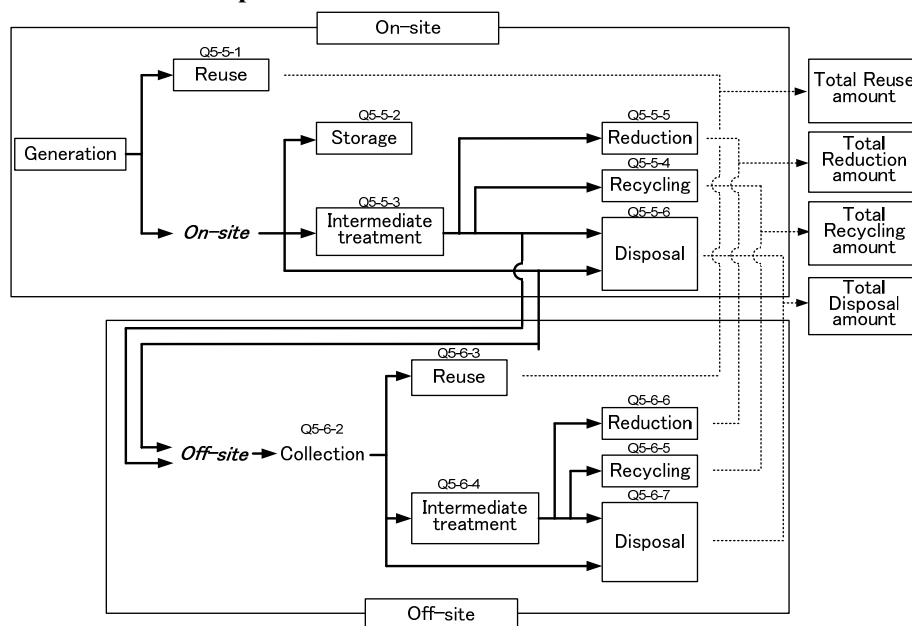 On-site
Q5-5-1
Reuse
Q5-5-2
Storage
Q5-5-5
Reduction
Q5-5-4
Recycling
Generation
Q5-5-3
Intermediate
treatment
On-site
Q5-5-6
Disposal
Total Reuse
amount
Total
Reduction
amount
Total
Recycling
amount
Total
Disposal
amount
Q5-6-3
Reuse
Q5-6-2
Off-site
Collection
Q5-6-6
Reduction
Q5-6-5
Recycling
Q5-6-4
Intermediate
treatment
Q5-6-7
Disposal
Off-site